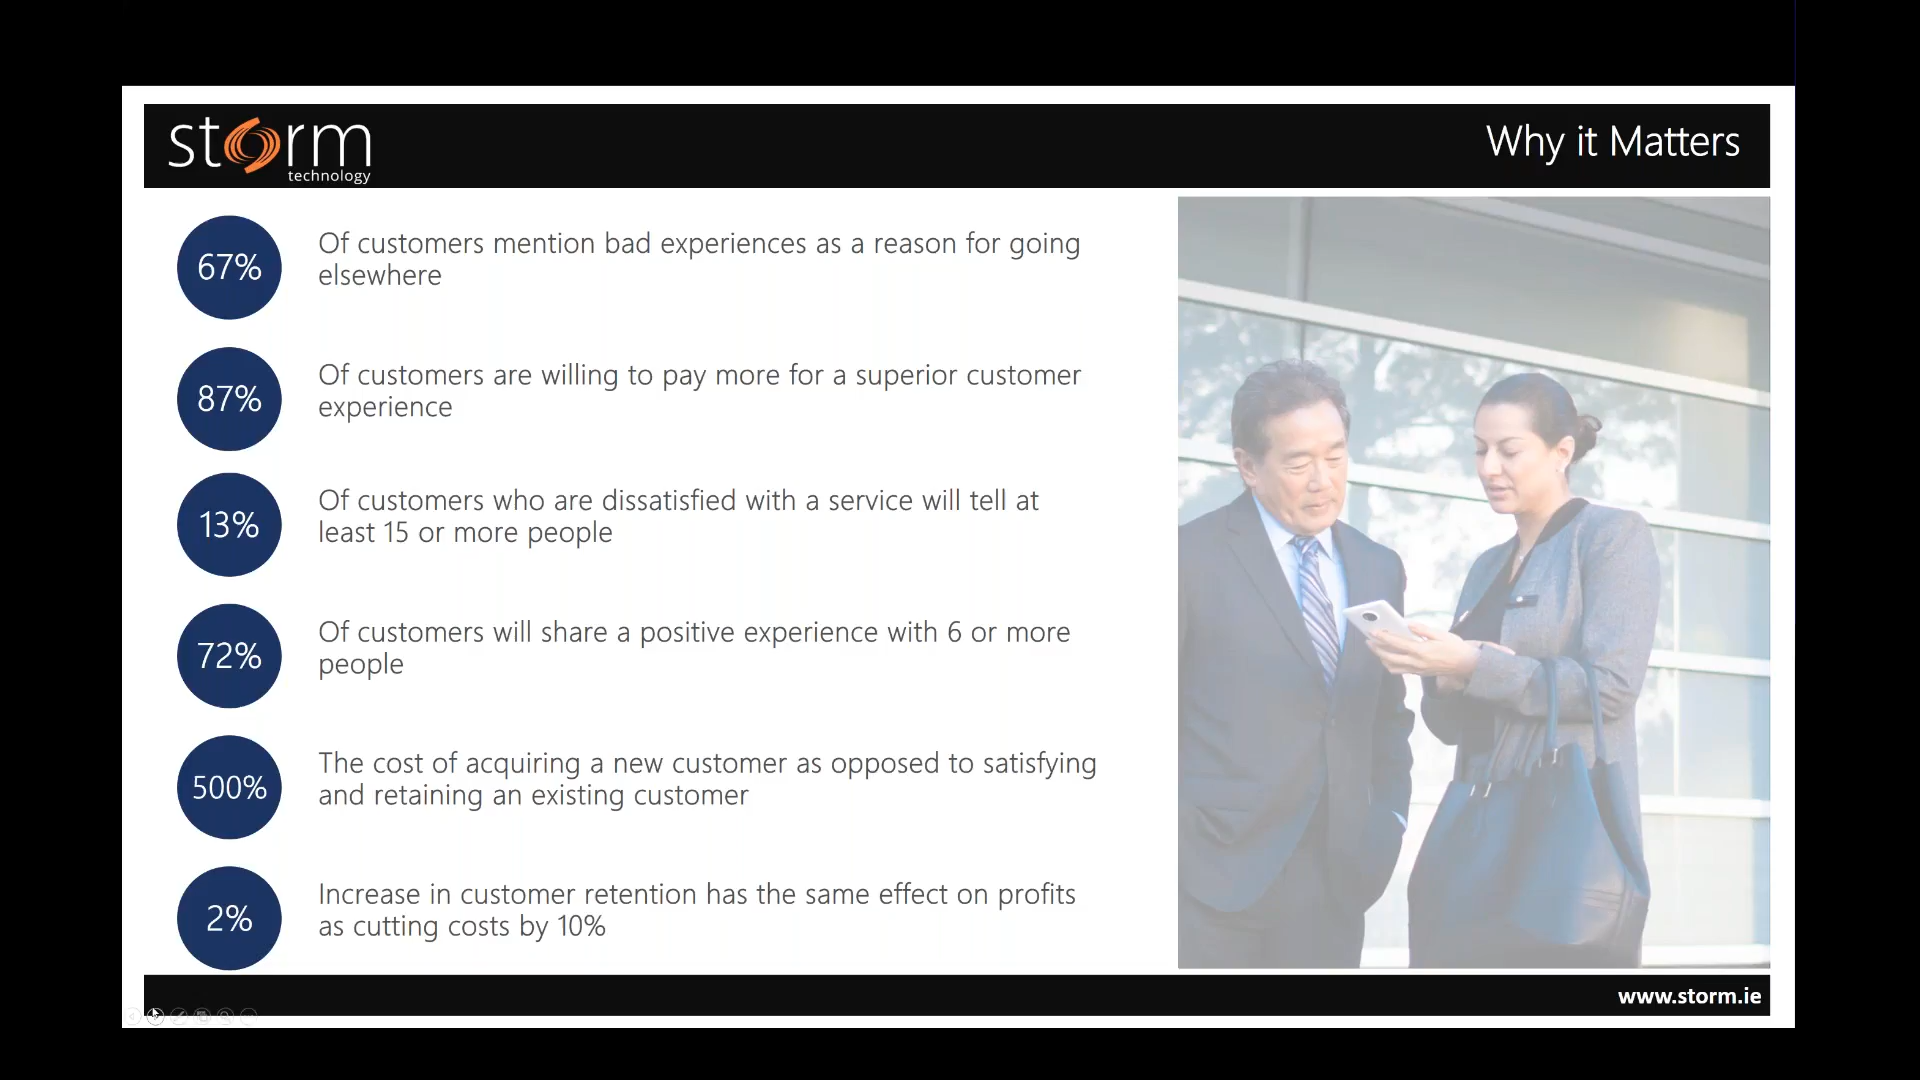 storm
technology
Why it Matters
67%
Of customers mention bad experiences as a reason for going
elsewhere
87%
Of customers are willing to pay more for a superior customer
experience
13%
Of customers who are dissatisfied with a service will tell at
least 15 or more people
72%
Of customers will share a positive experience with 6 or more
people
500%
The cost of acquiring a new customer as opposed to satisfying
and retaining an existing customer
2%
Increase in customer retention has the same effect on profits
as cutting costs by 10%
www.storm.ie